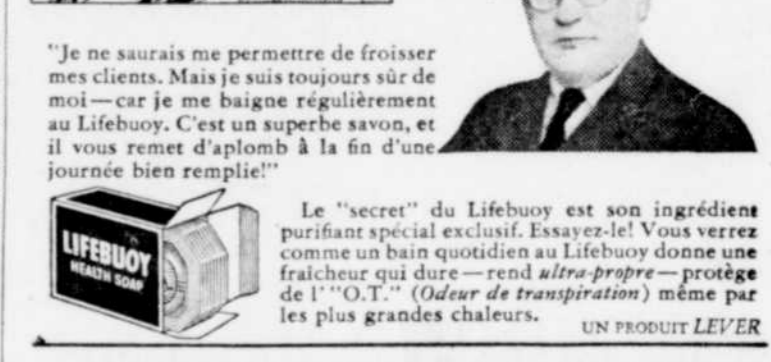 "Je ne saurais me permettre de froisser
mes clients. Mais je suis toujours sûr de
moi—car je me baigne régulièrement
au Lifebuoy. C'est un superbe savon, et
il vous remet d'aplomb à la fin d'une
journée bien remplie!"
LIFEBUOY
HEALTH SOAP
Le "secret" du Lifebuoy est son ingrédient
purifiant spécial exclusif. Essayez-le! Vous verrez
comme un bain quotidien au Lifebuoy donne une
fraîcheur qui dure—rend ultra-propre—protège
de l' "O.T." (Odeur de transpiration) même par
les plus grandes chaleurs.
UN PRODUIT LEVER